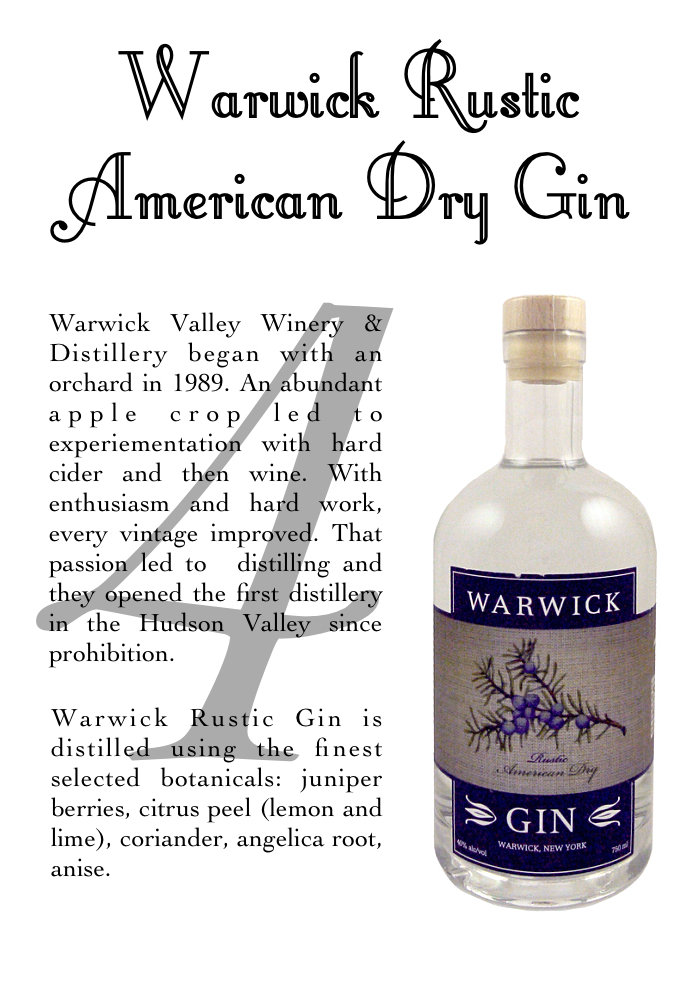 Warwick Rustic
American Dry Gin
A
Warwick Valley Winery &
Distillery began with an
orchard in 1989. An abundant
apple crop led to
experiementation with hard
cider and then wine. With
enthusiasm and hard work,
every vintage improved. That
passion led to distilling and
they opened the first distillery
in the Hudson Valley since
prohibition.
Warwick Rustic Gin is
distilled using the finest
selected botanicals: juniper
berries, citrus peel (lemon and
lime), coriander, angelica root,
anise.
WARWICK
Rustic
American Dry
GIN
WARWICK, NEW YORK
40% alc/vol
750 ml